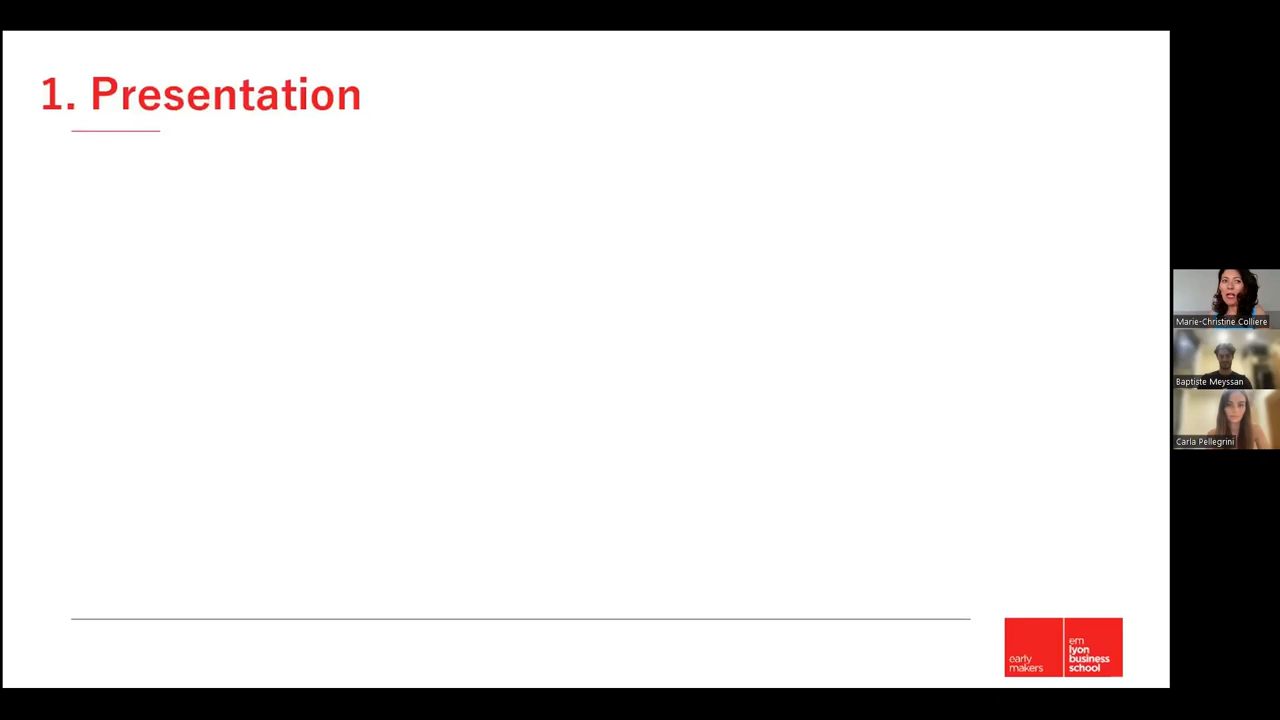 1. Presentation
Marie-Christine Colliere
Baptiste Meyssan
Carla Pellegrini
early
makers
em
lyon
business
school